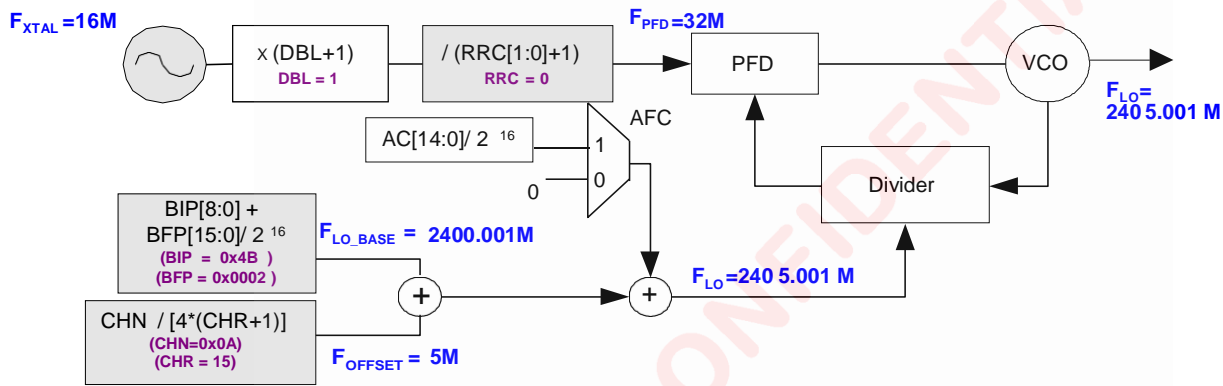 F_XTAL =16M
x (DBL+1)
DBL = 1
/ (RRC[1:0]+1)
RRC = 0
F_PFD=32M
PFD
VCO
F_LO=
240 5.001 M
AFC
AC[14:0]/ 2 16
1
0
0
Divider
BIP[8:0] +
BFP[15:0]/ 2 16
(BIP = 0x4B )
(BFP = 0x0002 )
F_LO_BASE = 2400.001M
+
+
F_LO=240 5.001 M
CHN / [4*(CHR+1)]
(CHN=0x0A)
(CHR = 15)
F_OFFSET = 5M
ONFIDENTIA